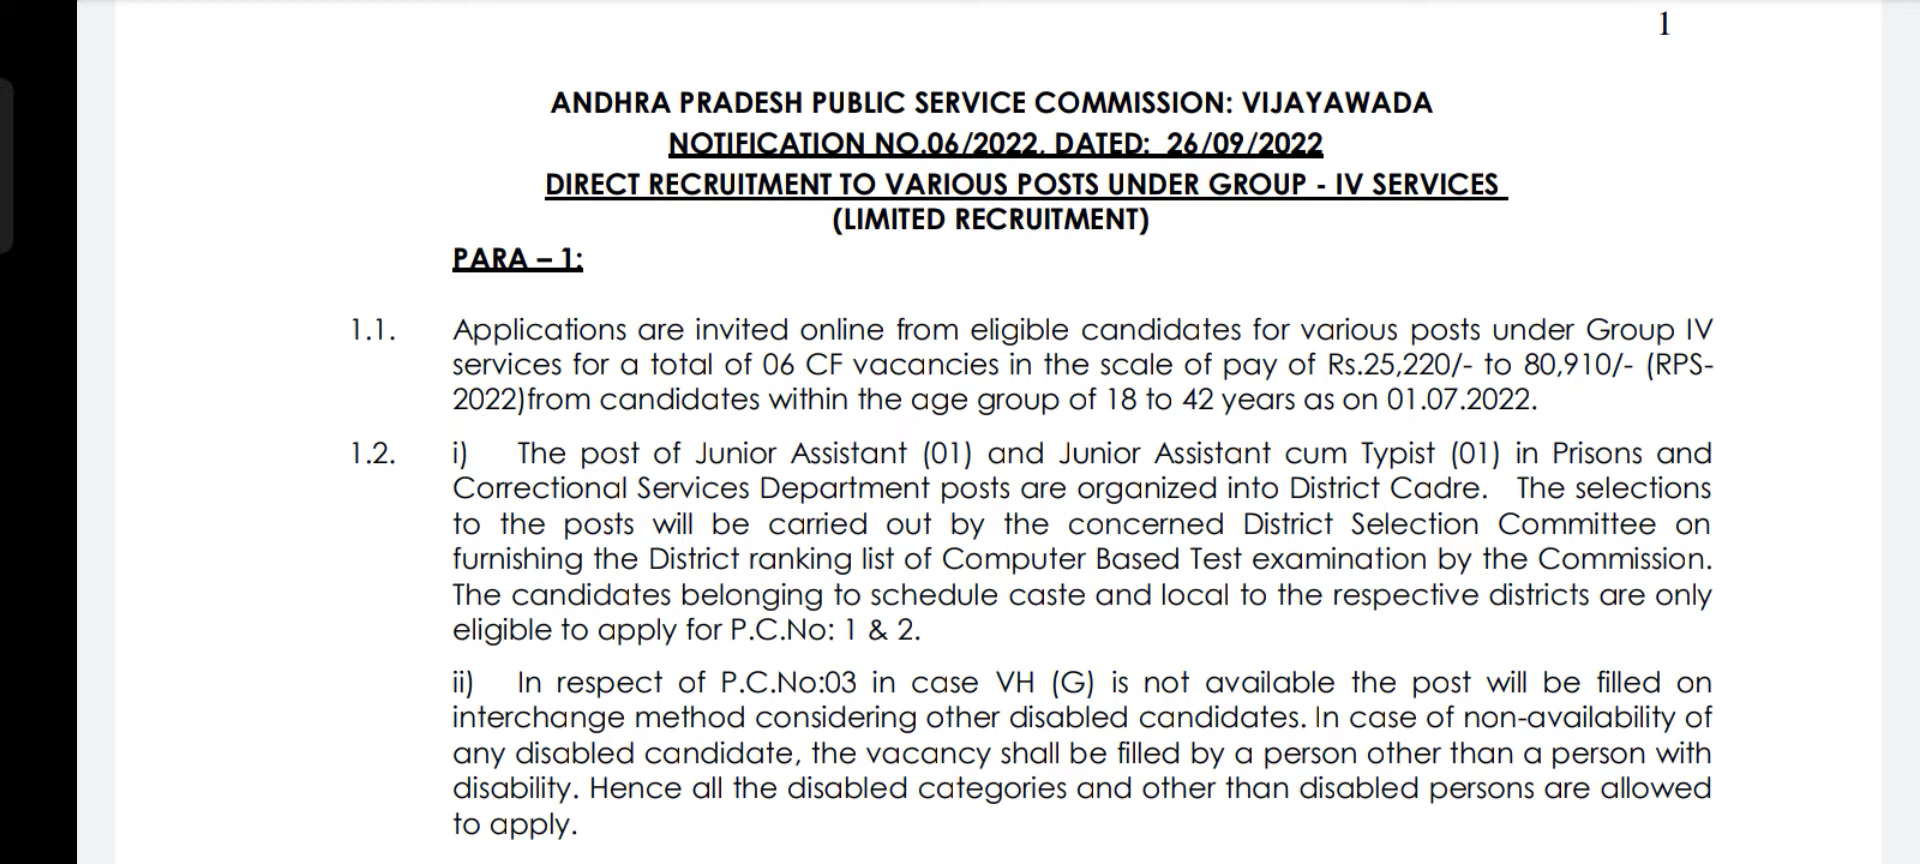 1
ANDHRA PRADESH PUBLIC SERVICE COMMISSION: VIJAYAWADA
NOTIFICATION NO.06/2022, DATED: 26/09/2022
DIRECT RECRUITMENT TO VARIOUS POSTS UNDER GROUP - IV SERVICES
(LIMITED RECRUITMENT)
PARA – 1:
1.1. Applications are invited online from eligible candidates for various posts under Group IV
services for a total of 06 CF vacancies in the scale of pay of Rs.25,220/- to 80,910/- (RPS-
2022)from candidates within the age group of 18 to 42 years as on 01.07.2022.
1.2. i) The post of Junior Assistant (01) and Junior Assistant cum Typist (01) in Prisons and
Correctional Services Department posts are organized into District Cadre. The selections
to the posts will be carried out by the concerned District Selection Committee on
furnishing the District ranking list of Computer Based Test examination by the Commission.
The candidates belonging to schedule caste and local to the respective districts are only
eligible to apply for P.C.No: 1 & 2.
ii) In respect of P.C.No:03 in case VH (G) is not available the post will be filled on
interchange method considering other disabled candidates. In case of non-availability of
any disabled candidate, the vacancy shall be filled by a person other than a person with
disability. Hence all the disabled categories and other than disabled persons are allowed
to apply.